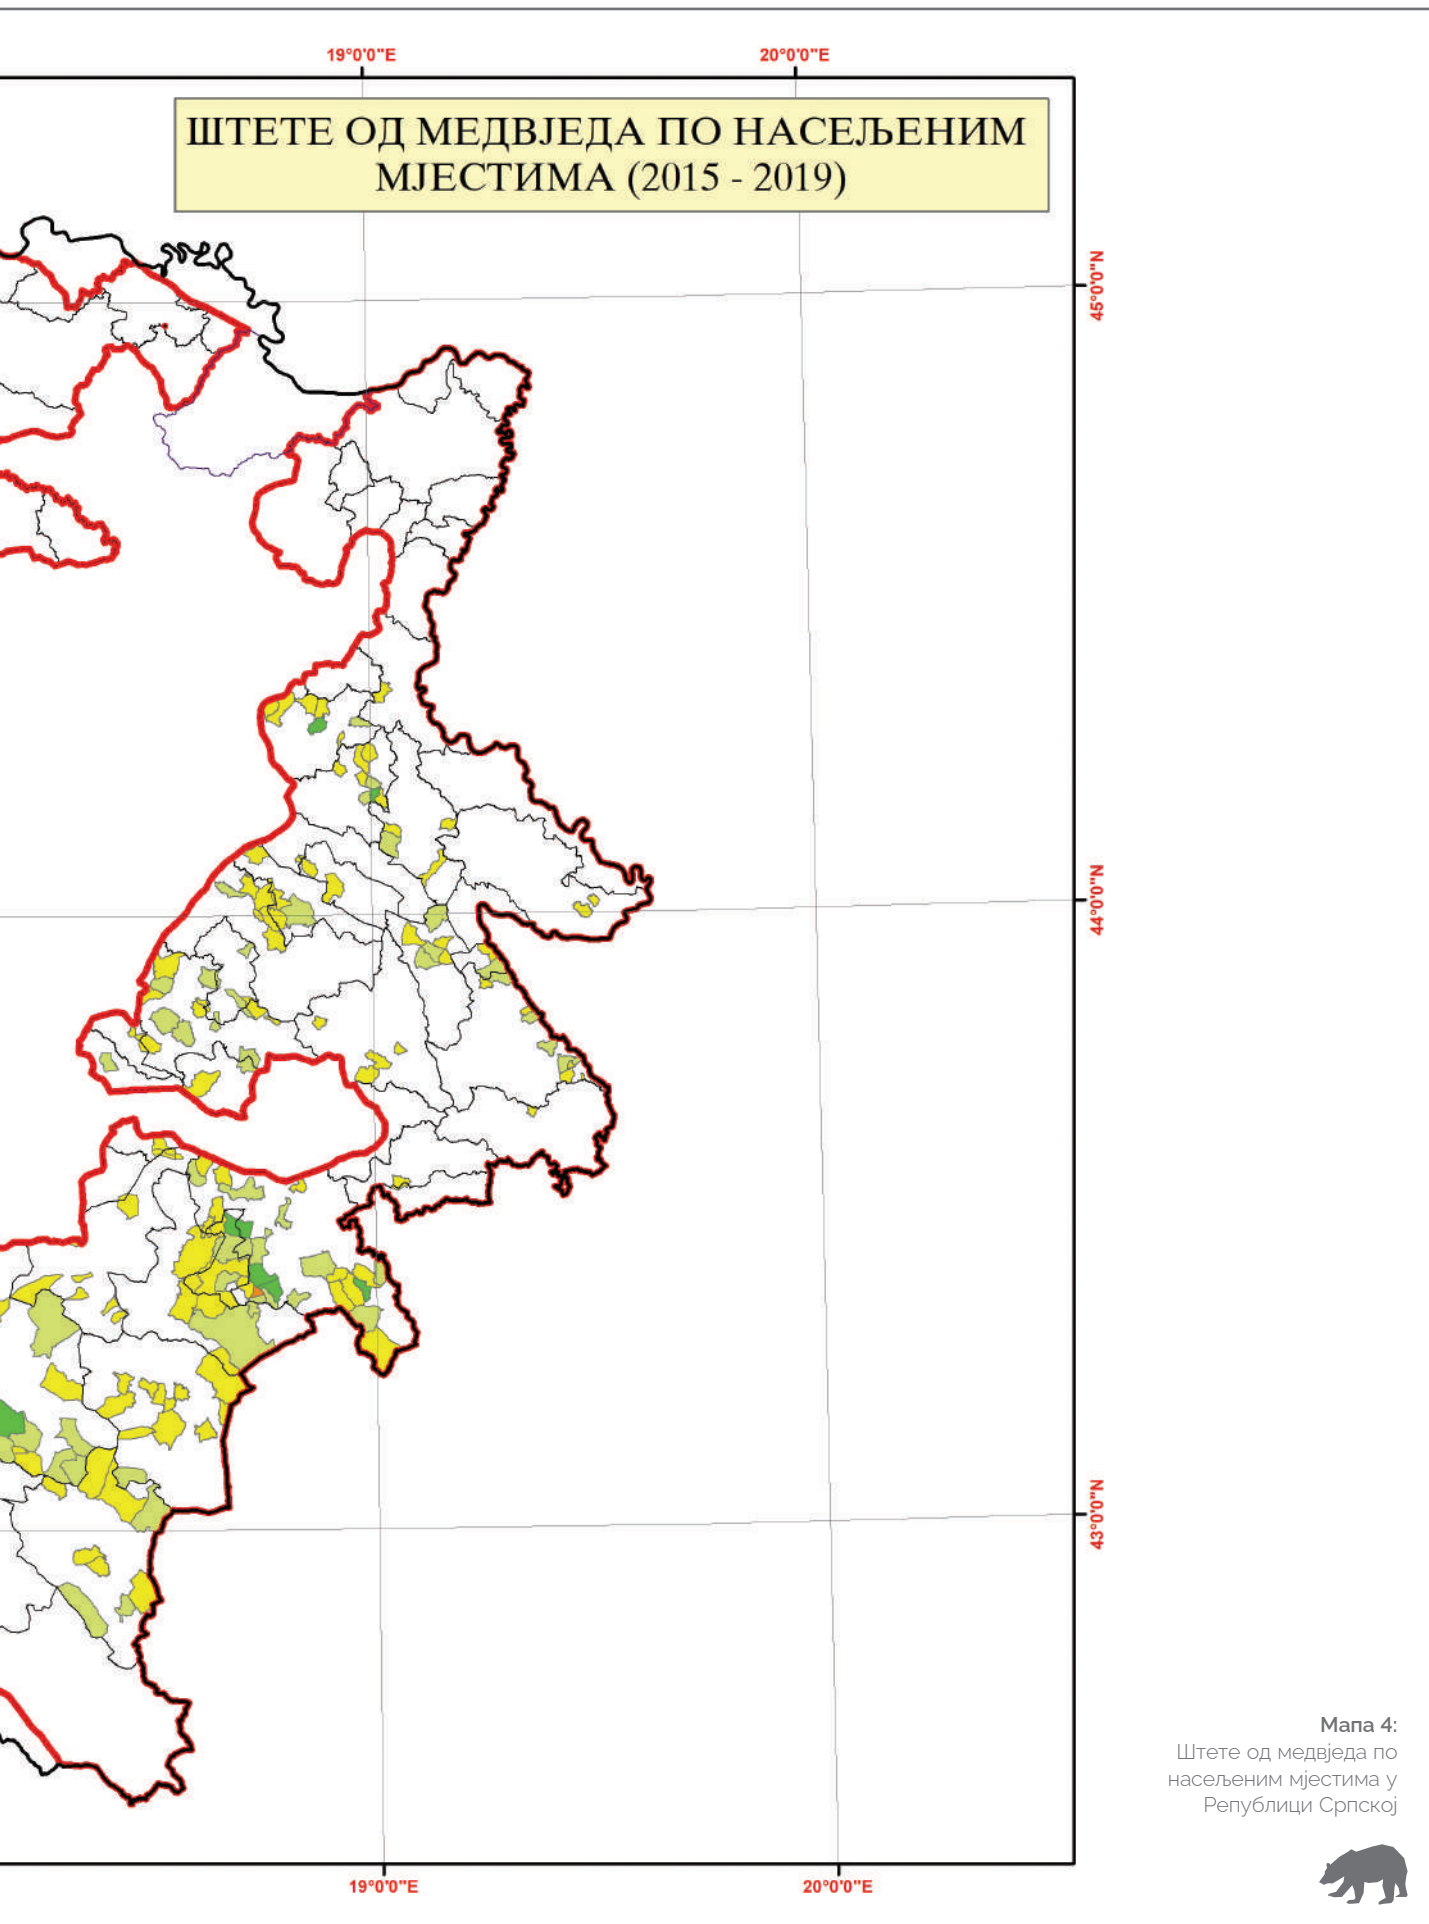 19°0'0"E
20°0'0"E
ШТЕТЕ ОД МЕДВЈЕДА ПО НАСЕЉЕНИМ
МЈЕСТИМА (2015 - 2019)
45°0'0"N
44°0'0"N
43°0'0"N
Мапа 4:
Штете од медвједа по
насељеним мјестима у
Републици Српској
19°0'0"E
20°0'0"E